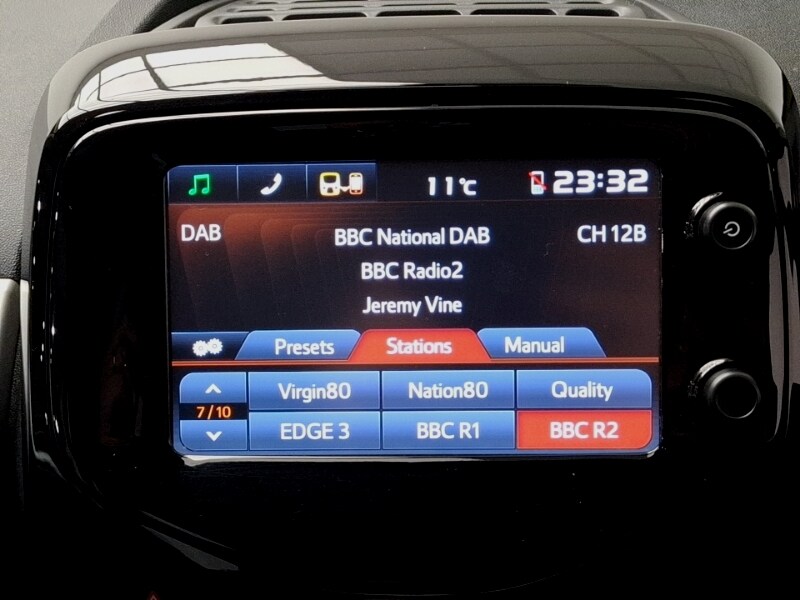 11℃ 23:32
DAB BBC National DAB CH 12B
BBC Radio2
Jeremy Vine
Presets Stations Manual
Virgin80 Nation80 Quality
7/10
EDGE 3 BBC R1 BBC R2